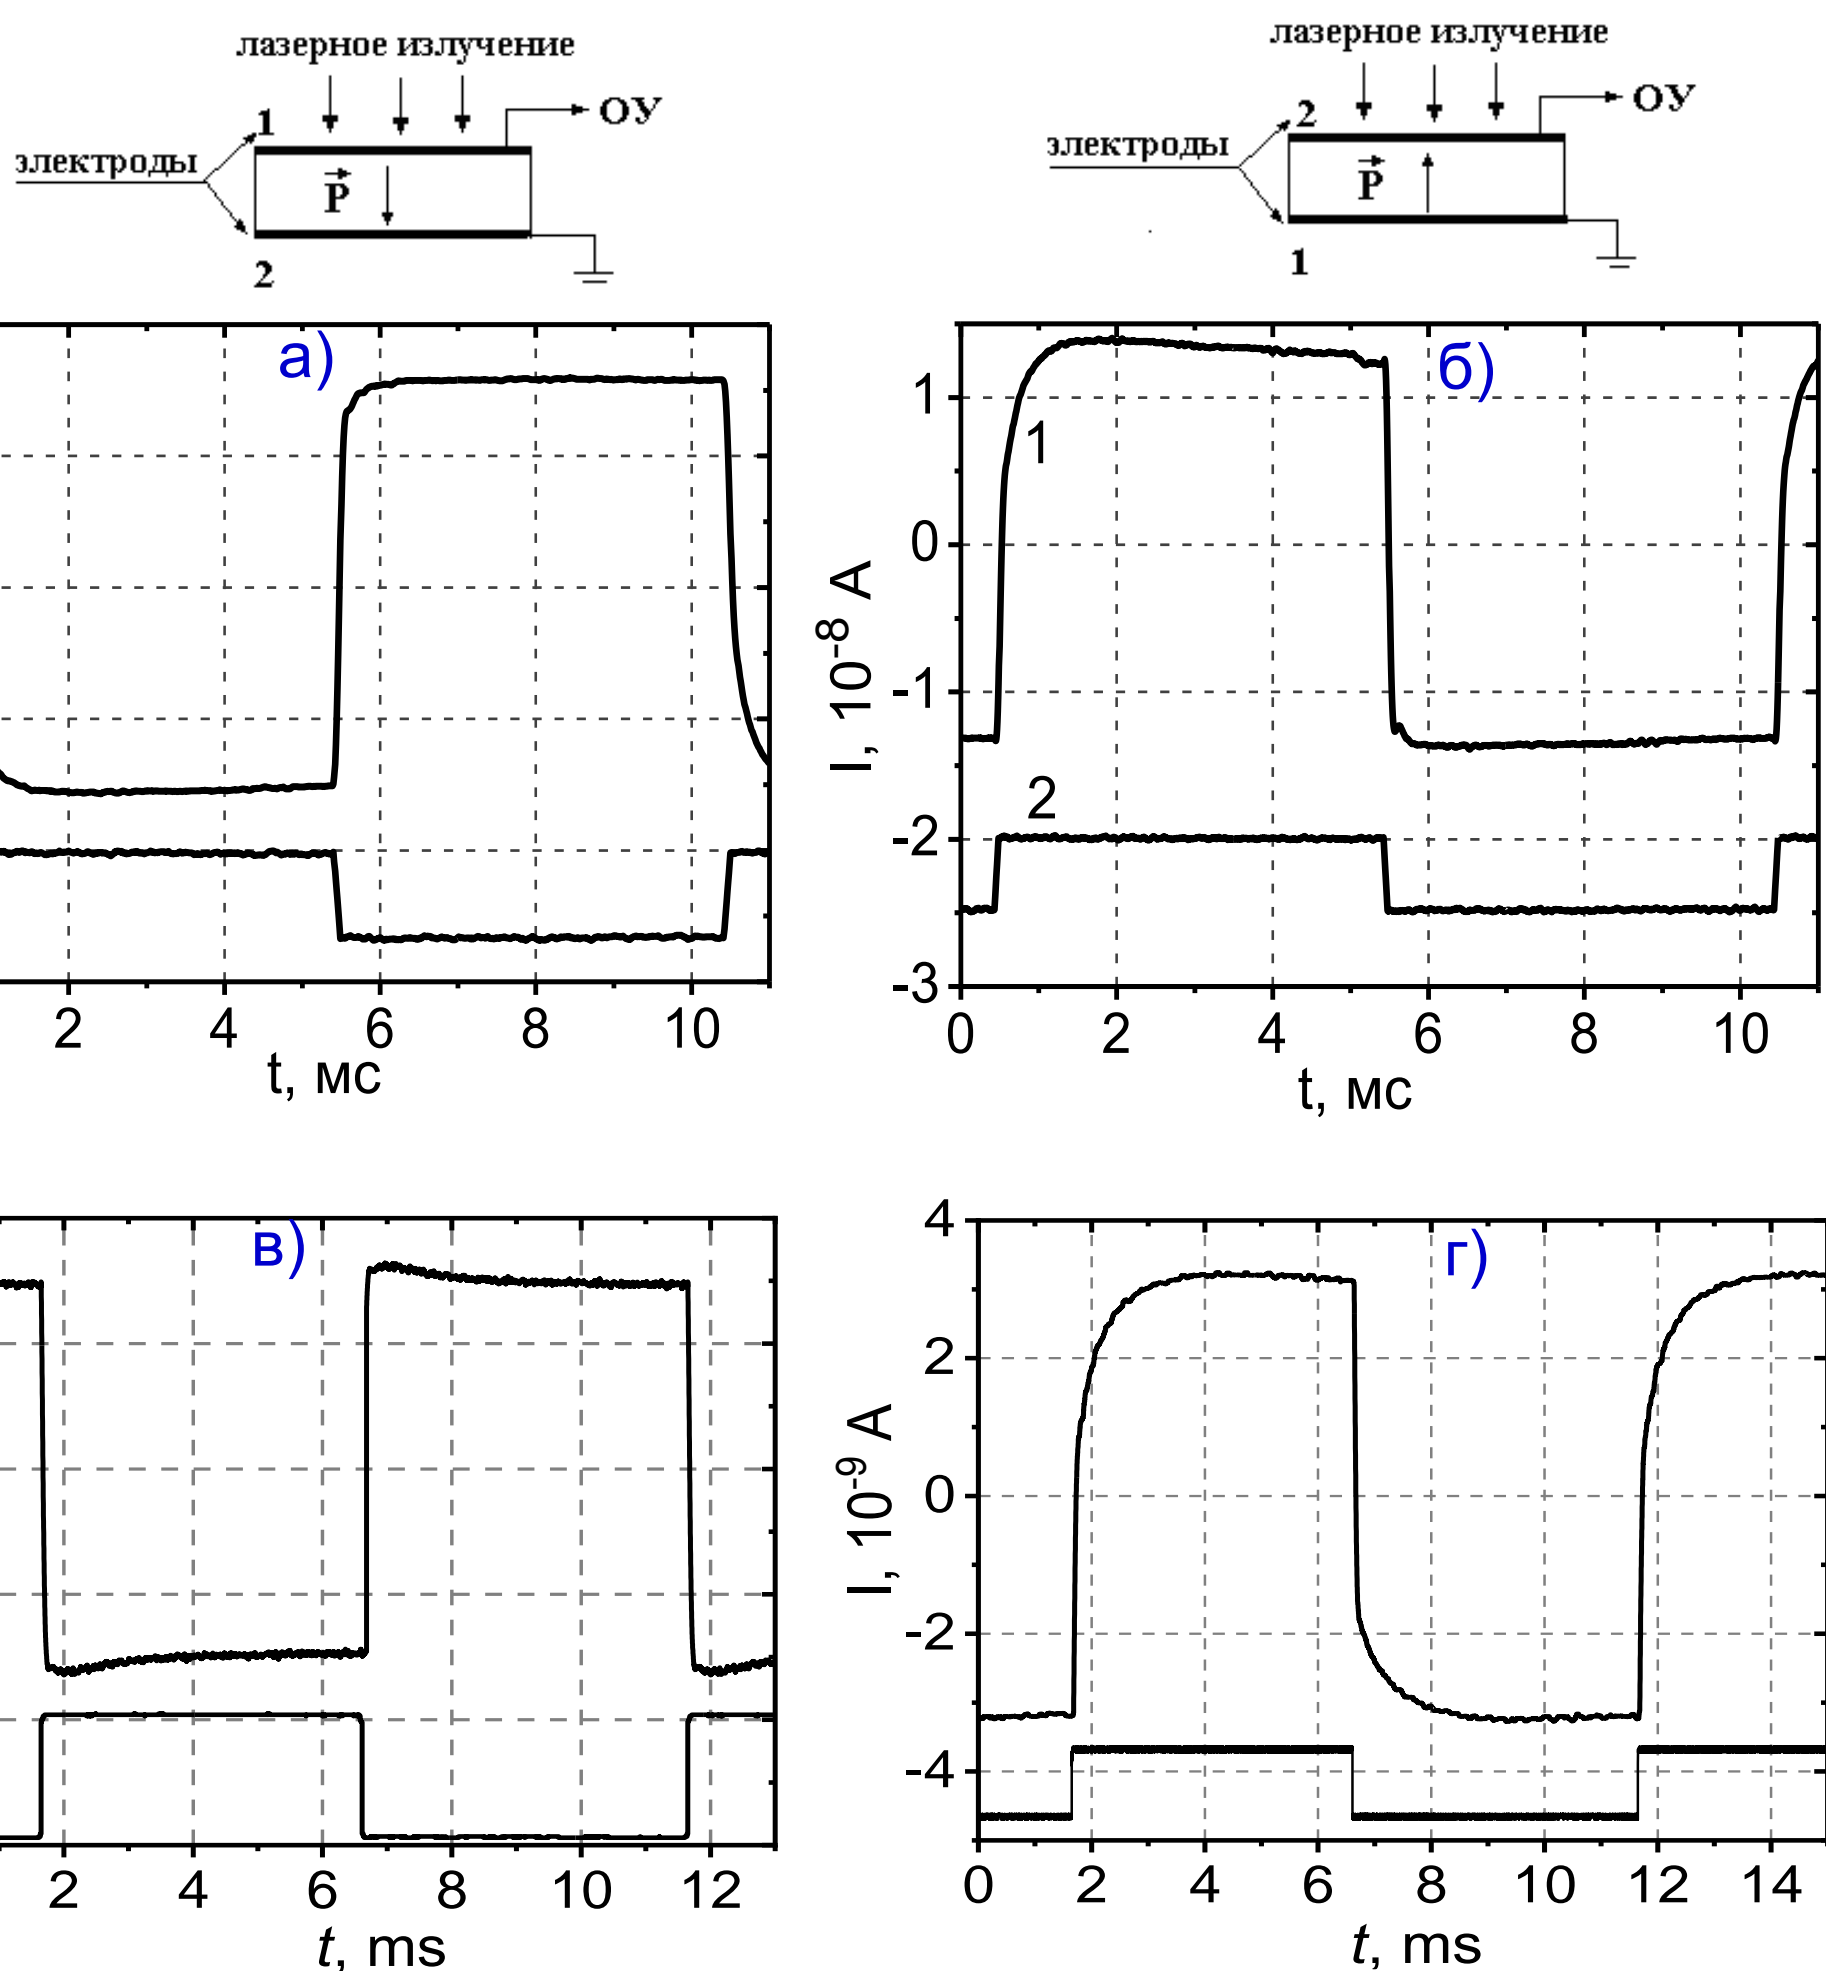 лазерное излучение
1
ОУ
электроды
P
2
лазерное излучение
2
ОУ
электроды
P
1
а)
2 4 6 8 10
t, мс
б)
1
0
-1
-2
-3
I, 10-8 A
1
2
0 2 4 6 8 10
t, мс
в)
2 4 6 8 10 12
t, ms
г)
4
2
0
-2
-4
I, 10-9 A
0 2 4 6 8 10 12 14
t, ms